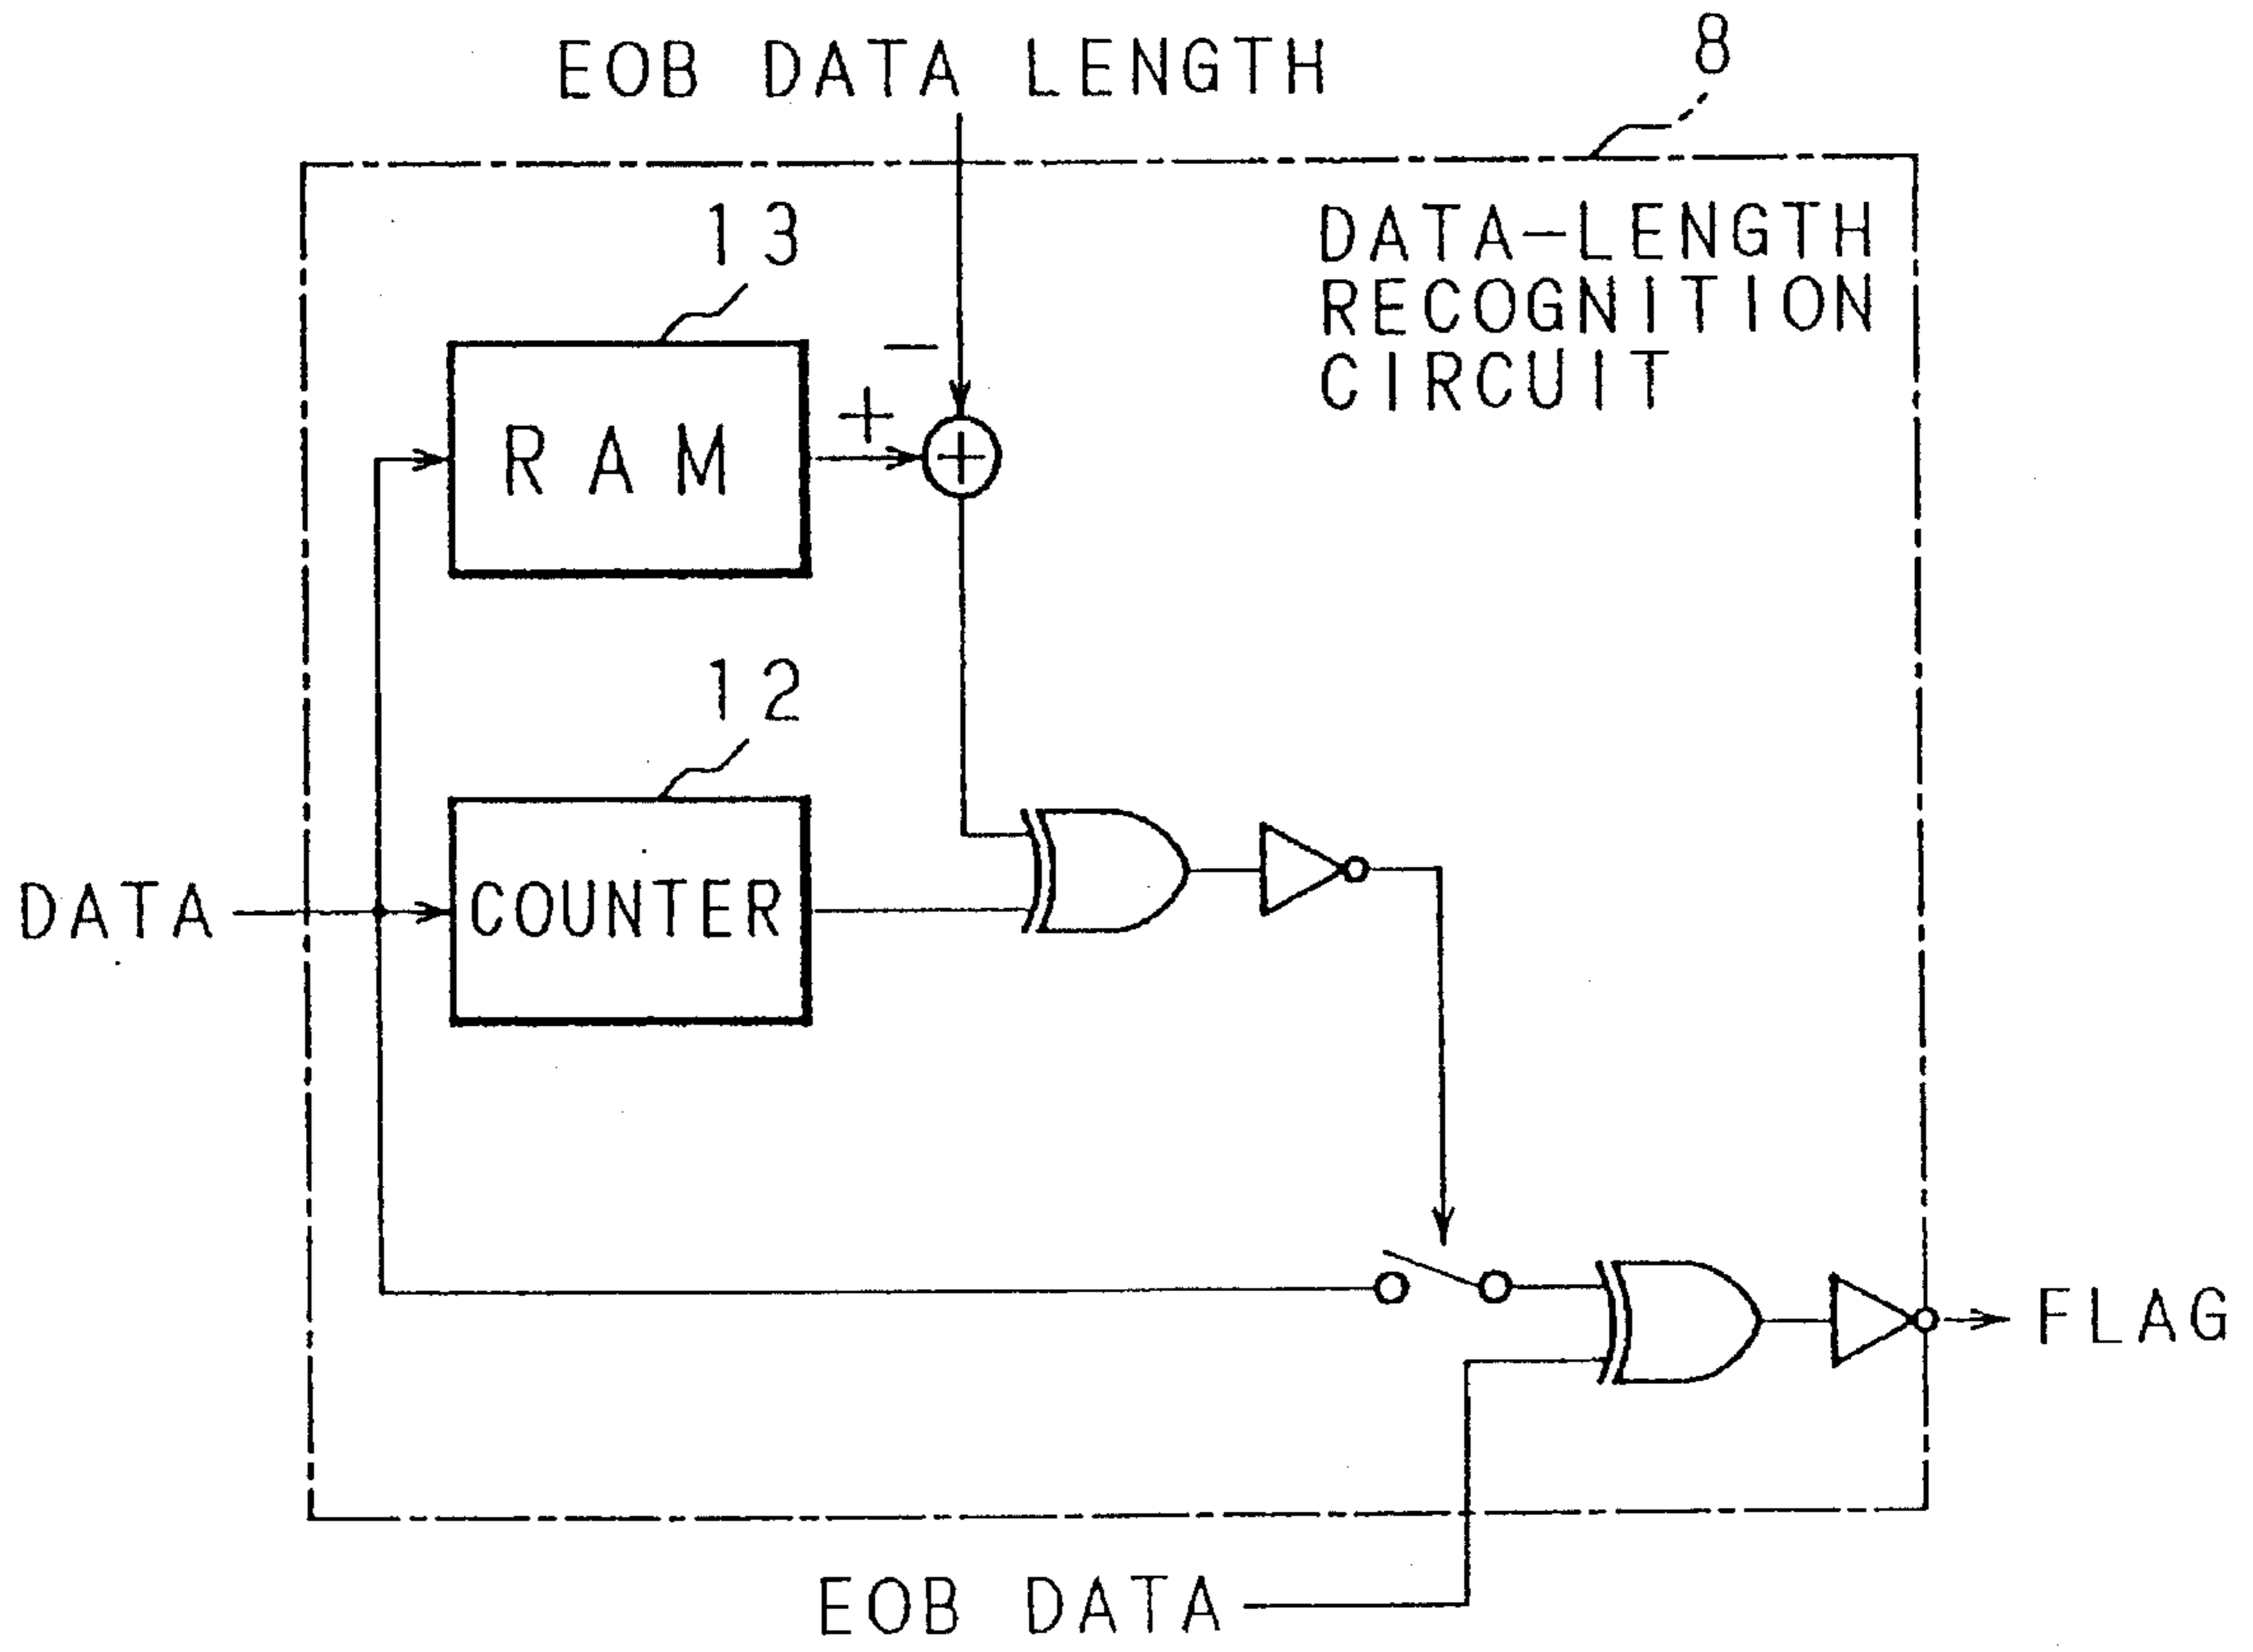 EOB DATA LENGTH
8
DATA-LENGTH
RECOGNITION
CIRCUIT
13
−
+
RAM
+
12
DATA
COUNTER
FLAG
EOB DATA